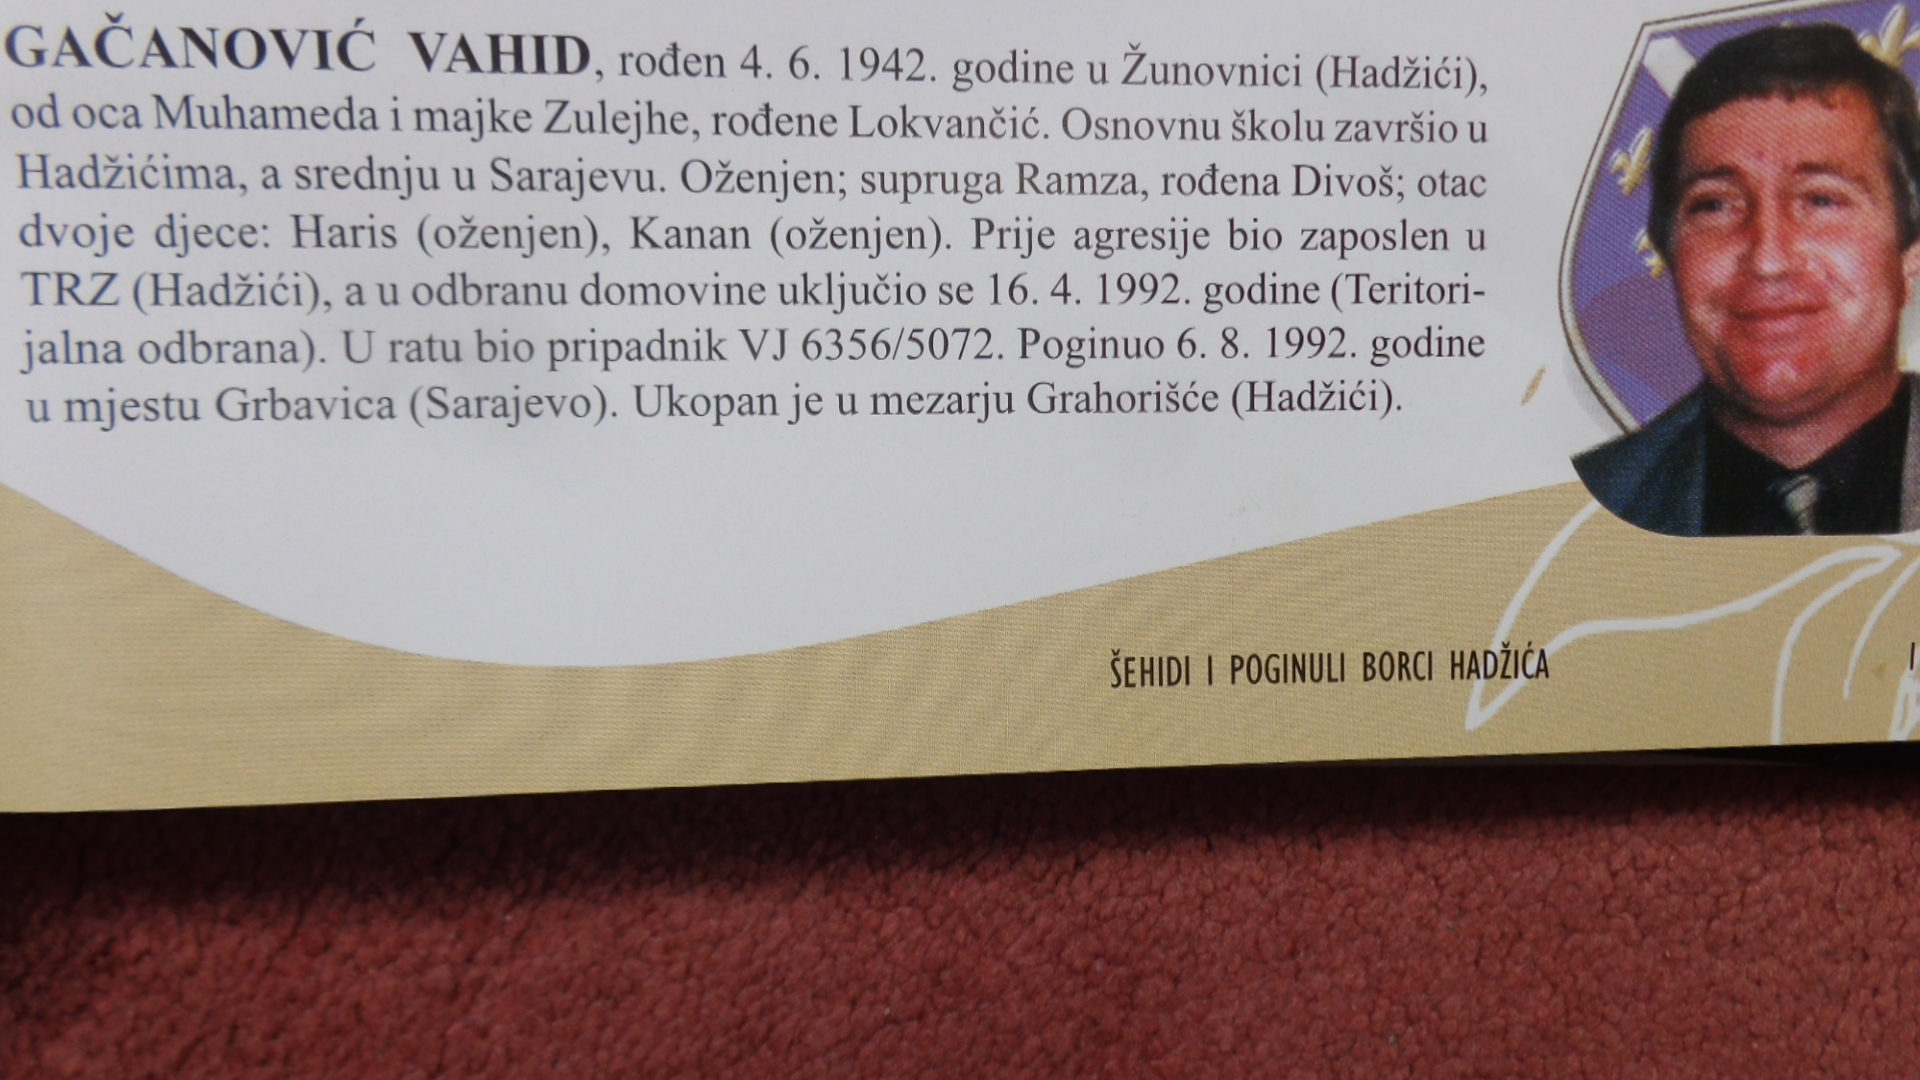 GAČANOVIĆ VAHID, rođen 4. 6. 1942. godine u Žunovnici (Hadžići),
od oca Muhameda i majke Zulejhe, rođene Lokvančić. Osnovnu školu završio u
Hadžićima, a srednju u Sarajevu. Oženjen; supruga Ramza, rođena Divoš; otac
dvoje djece: Haris (oženjen), Kanan (oženjen). Prije agresije bio zaposlen u
TRZ (Hadžići), a u odbranu domovine uključio se 16. 4. 1992. godine (Teritori-
jalna odbrana). U ratu bio pripadnik VJ 6356/5072. Poginuo 6. 8. 1992. godine
u mjestu Grbavica (Sarajevo). Ukopan je u mezarju Grahorišće (Hadžići).
ŠEHIDI I POGINULI BORCI HADŽIĆA